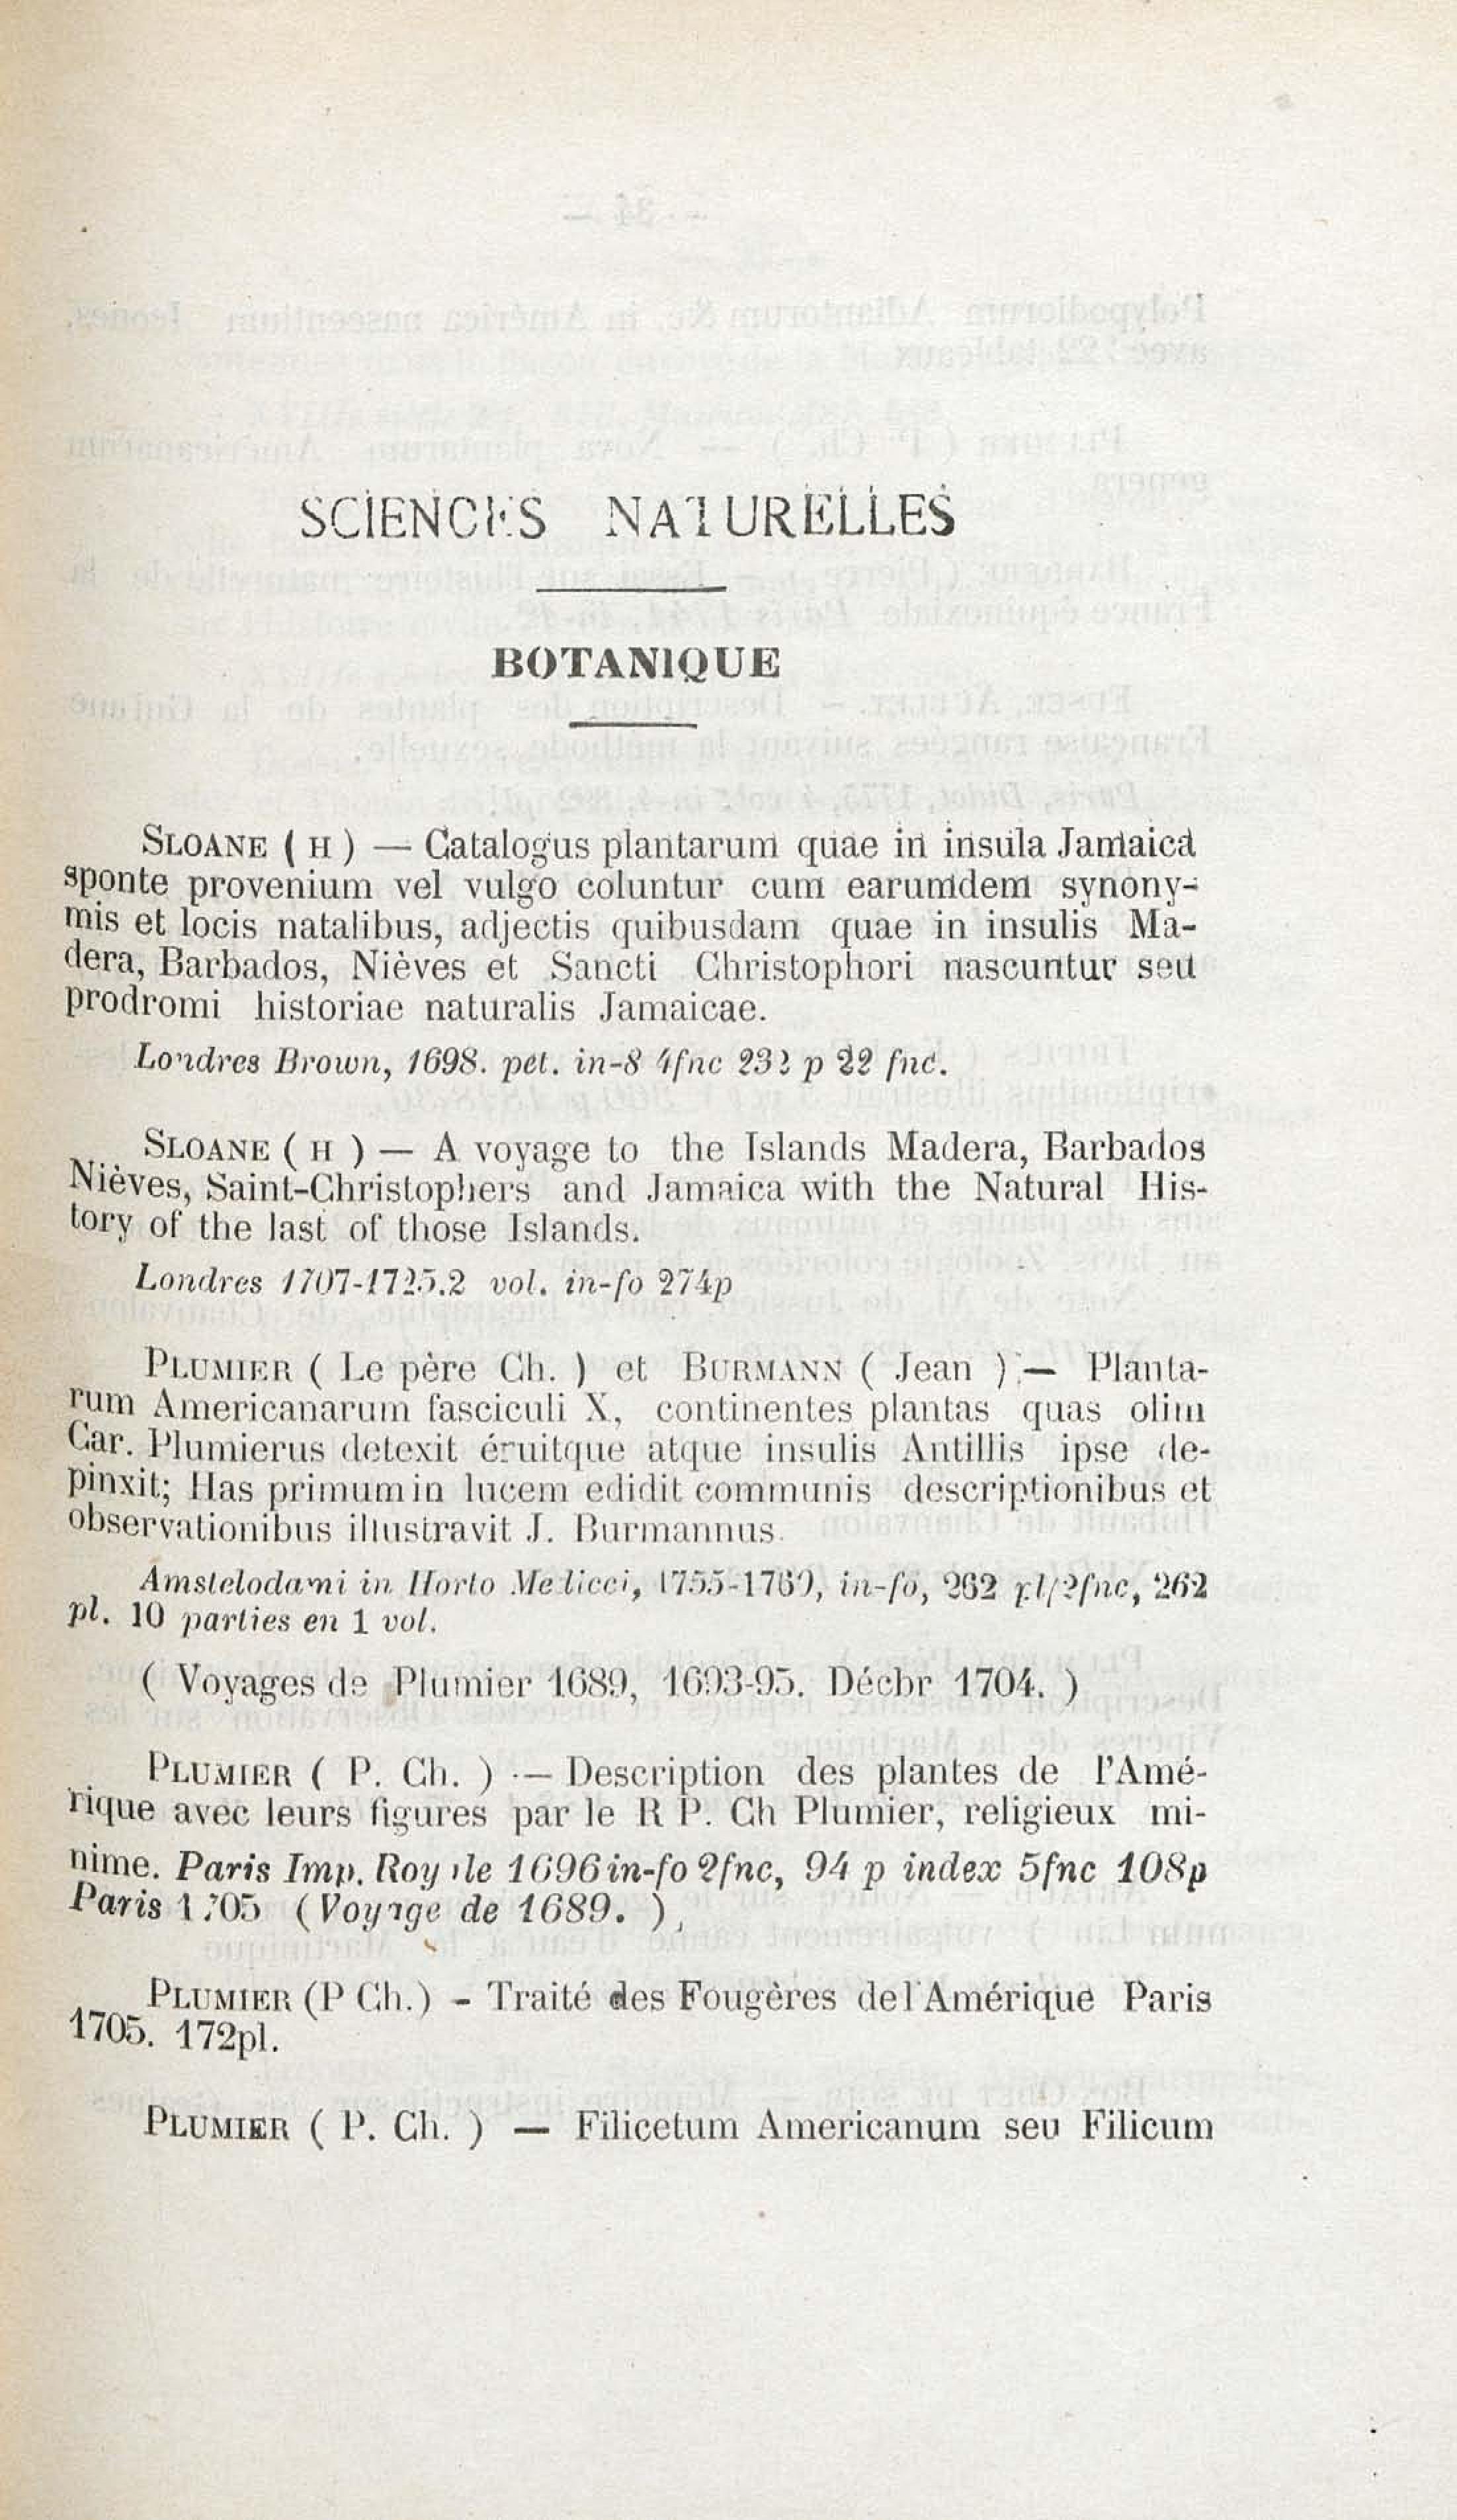 SCIENCES NATURELLES
BOTANIQUE
SLOANE ( H ) — Catalogus plantarum quae in insula Jamaica
sponte provenium vel vulgo coluntur cum earumdem synony-
mis et locis natalibus, adjectis quibusdam quae in insulis Ma-
dera, Barbados, Nièves et Sancti Christophori nascuntur seu
prodromi historiae naturalis Jamaicae.
Londres Brown, 1698. pet. in-8 4fnc 232 p 22 fnc.
SLOANE ( H ) — A voyage to the Islands Madera, Barbados
Nièves, Saint-Christophers and Jamaica with the Natural His-
tory of the last of those Islands.
Londres 1707-1725.2 vol. in-fo 274p
PLUMIER ( Le père Ch. ) et BURMANN ( Jean ) — Planta-
rum Americanarum fasciculi X, continentes plantas quas olim
Car. Plumierus detexit éruitque atque insulis Antillis ipse de-
pinxit; Has primum in lucem edidit communis descriptionibus et
observationibus illustravit J. Burmannus.
Amstelodami in Horto Medicci, 1755-1760, in-fo, 262 2fnc, 262
pl. 10 parties en 1 vol.
( Voyages de Plumier 1689, 1693-95. Décbr 1704. )
PLUMIER ( P. Ch. ) — Description des plantes de l'Amé-
rique avec leurs figures par le R P. Ch Plumier, religieux mi-
nime. Paris Imp. Royale 1696 in-fo 2fnc, 94 p index 5fnc 108p
Paris 1705 (Voyage de 1689. ),
PLUMIER (P Ch.) - Traité des Fougères de l'Amérique Paris
1705. 172pl.
PLUMIER ( P. Ch. ) — Filicetum Americanum seu Filicum